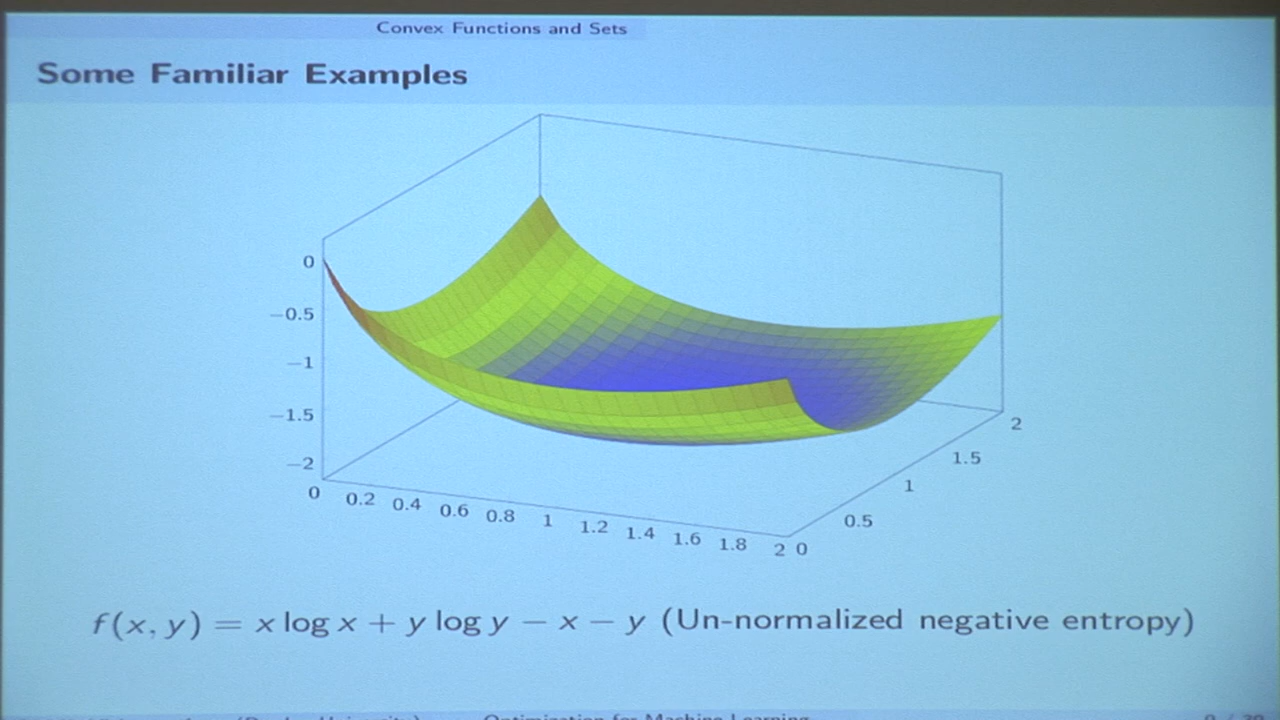 Convex Functions and Sets
Some Familiar Examples
0
−0.5
−1
−1.5
−2
0 0.2 0.4 0.6 0.8 1 1.2 1.4 1.6 1.8 2
0 0.5 1 1.5 2
f(x, y) = x log x + y log y − x − y (Un-normalized negative entropy)
Optimization for Machine Learning